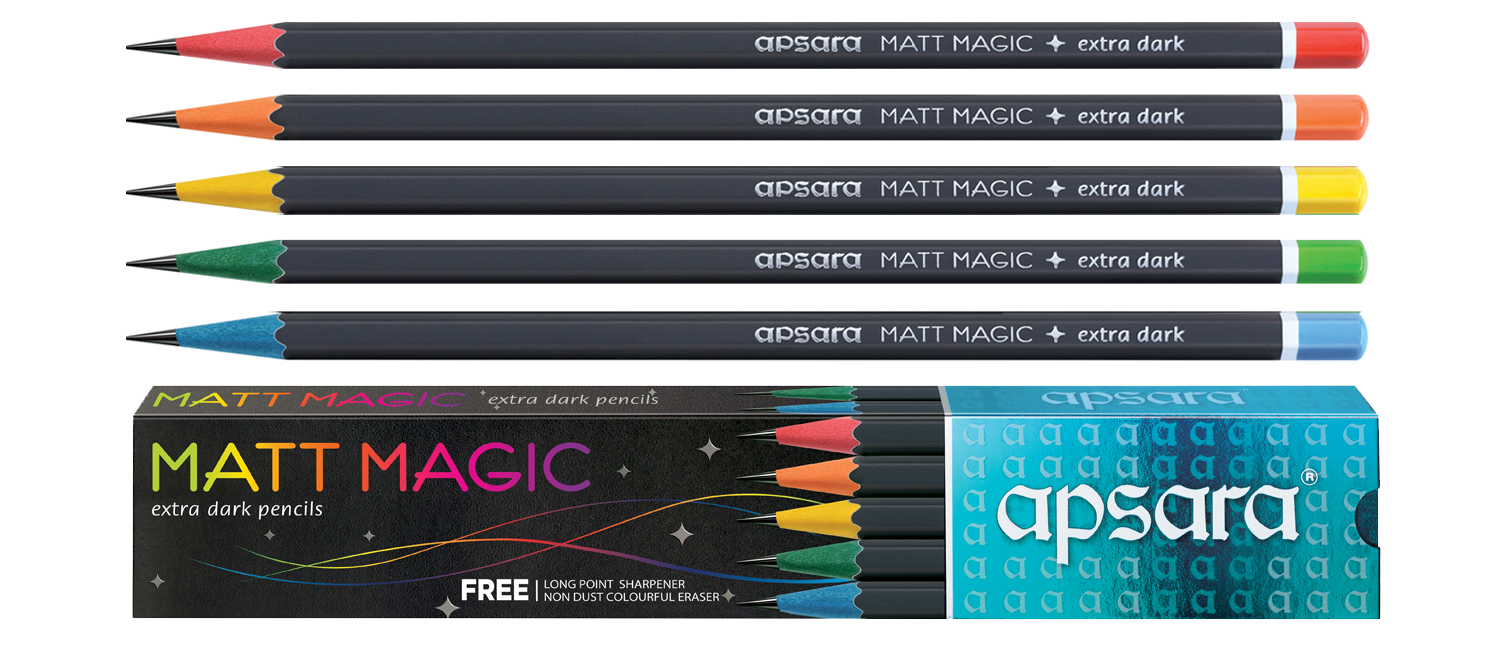 apsara MATT MAGIC extra dark
apsara MATT MAGIC extra dark
apsara MATT MAGIC extra dark
apsara MATT MAGIC extra dark
apsara MATT MAGIC extra dark
MATT MAGIC extra dark pencils
apsara
MATT MAGIC
extra dark pencils
apsara®
FREE | LONG POINT SHARPENER
NON DUST COLOURFUL ERASER